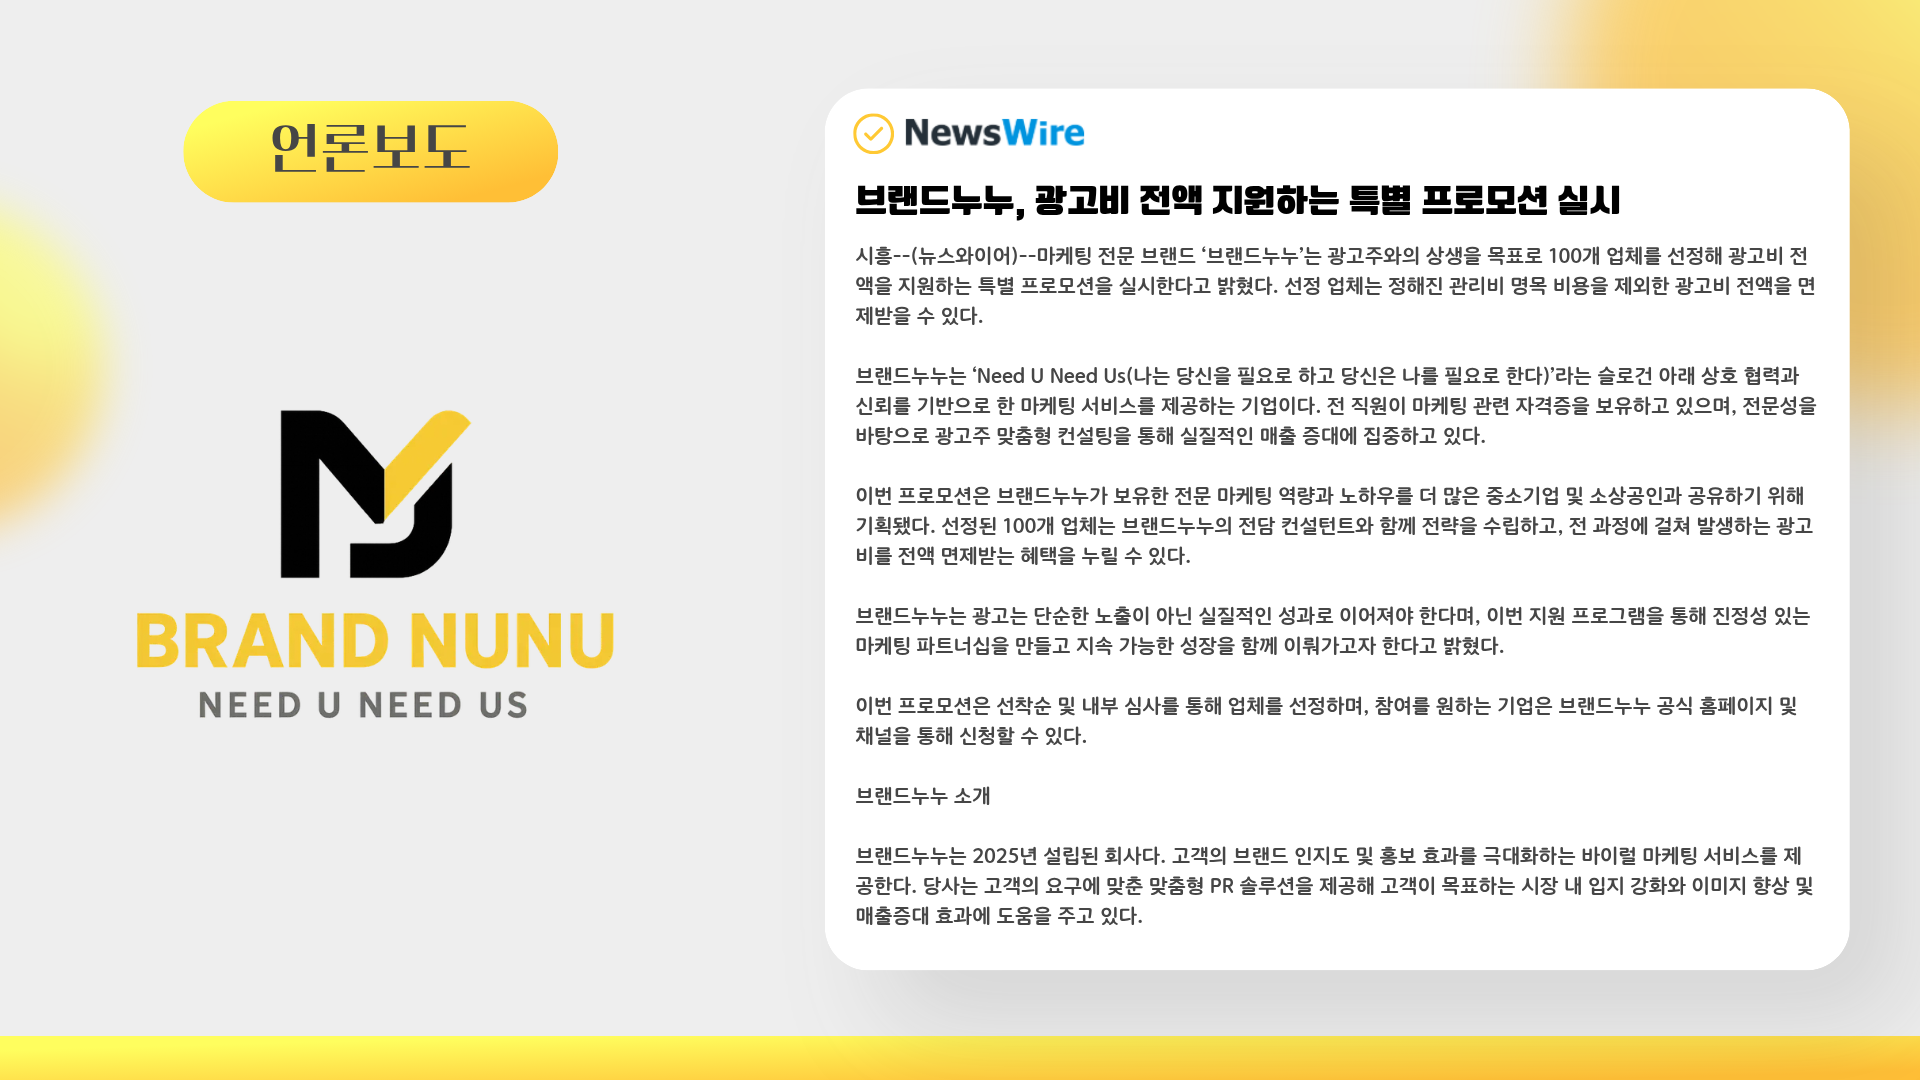 언론보도
BRAND NUNU
NEED U NEED US
NewsWire
브랜드누누, 광고비 전액 지원하는 특별 프로모션 실시
시흥--(뉴스와이어)--마케팅 전문 브랜드 ‘브랜드누누’는 광고주와의 상생을 목표로 100개 업체를 선정해 광고비 전
액을 지원하는 특별 프로모션을 실시한다고 밝혔다. 선정 업체는 정해진 관리비 명목 비용을 제외한 광고비 전액을 면
제받을 수 있다.
브랜드누누는 ‘Need U Need Us(나는 당신을 필요로 하고 당신은 나를 필요로 한다)’라는 슬로건 아래 상호 협력과
신뢰를 기반으로 한 마케팅 서비스를 제공하는 기업이다. 전 직원이 마케팅 관련 자격증을 보유하고 있으며, 전문성을
바탕으로 광고주 맞춤형 컨설팅을 통해 실질적인 매출 증대에 집중하고 있다.
이번 프로모션은 브랜드누누가 보유한 전문 마케팅 역량과 노하우를 더 많은 중소기업 및 소상공인과 공유하기 위해
기획됐다. 선정된 100개 업체는 브랜드누누의 전담 컨설턴트와 함께 전략을 수립하고, 전 과정에 걸쳐 발생하는 광고
비를 전액 면제받는 혜택을 누릴 수 있다.
브랜드누누는 광고는 단순한 노출이 아닌 실질적인 성과로 이어져야 한다며, 이번 지원 프로그램을 통해 진정성 있는
마케팅 파트너십을 만들고 지속 가능한 성장을 함께 이뤄가고자 한다고 밝혔다.
이번 프로모션은 선착순 및 내부 심사를 통해 업체를 선정하며, 참여를 원하는 기업은 브랜드누누 공식 홈페이지 및
채널을 통해 신청할 수 있다.
브랜드누누 소개
브랜드누누는 2025년 설립된 회사다. 고객의 브랜드 인지도 및 홍보 효과를 극대화하는 바이럴 마케팅 서비스를 제
공한다. 당사는 고객의 요구에 맞춘 맞춤형 PR 솔루션을 제공해 고객이 목표하는 시장 내 입지 강화와 이미지 향상 및
매출증대 효과에 도움을 주고 있다.